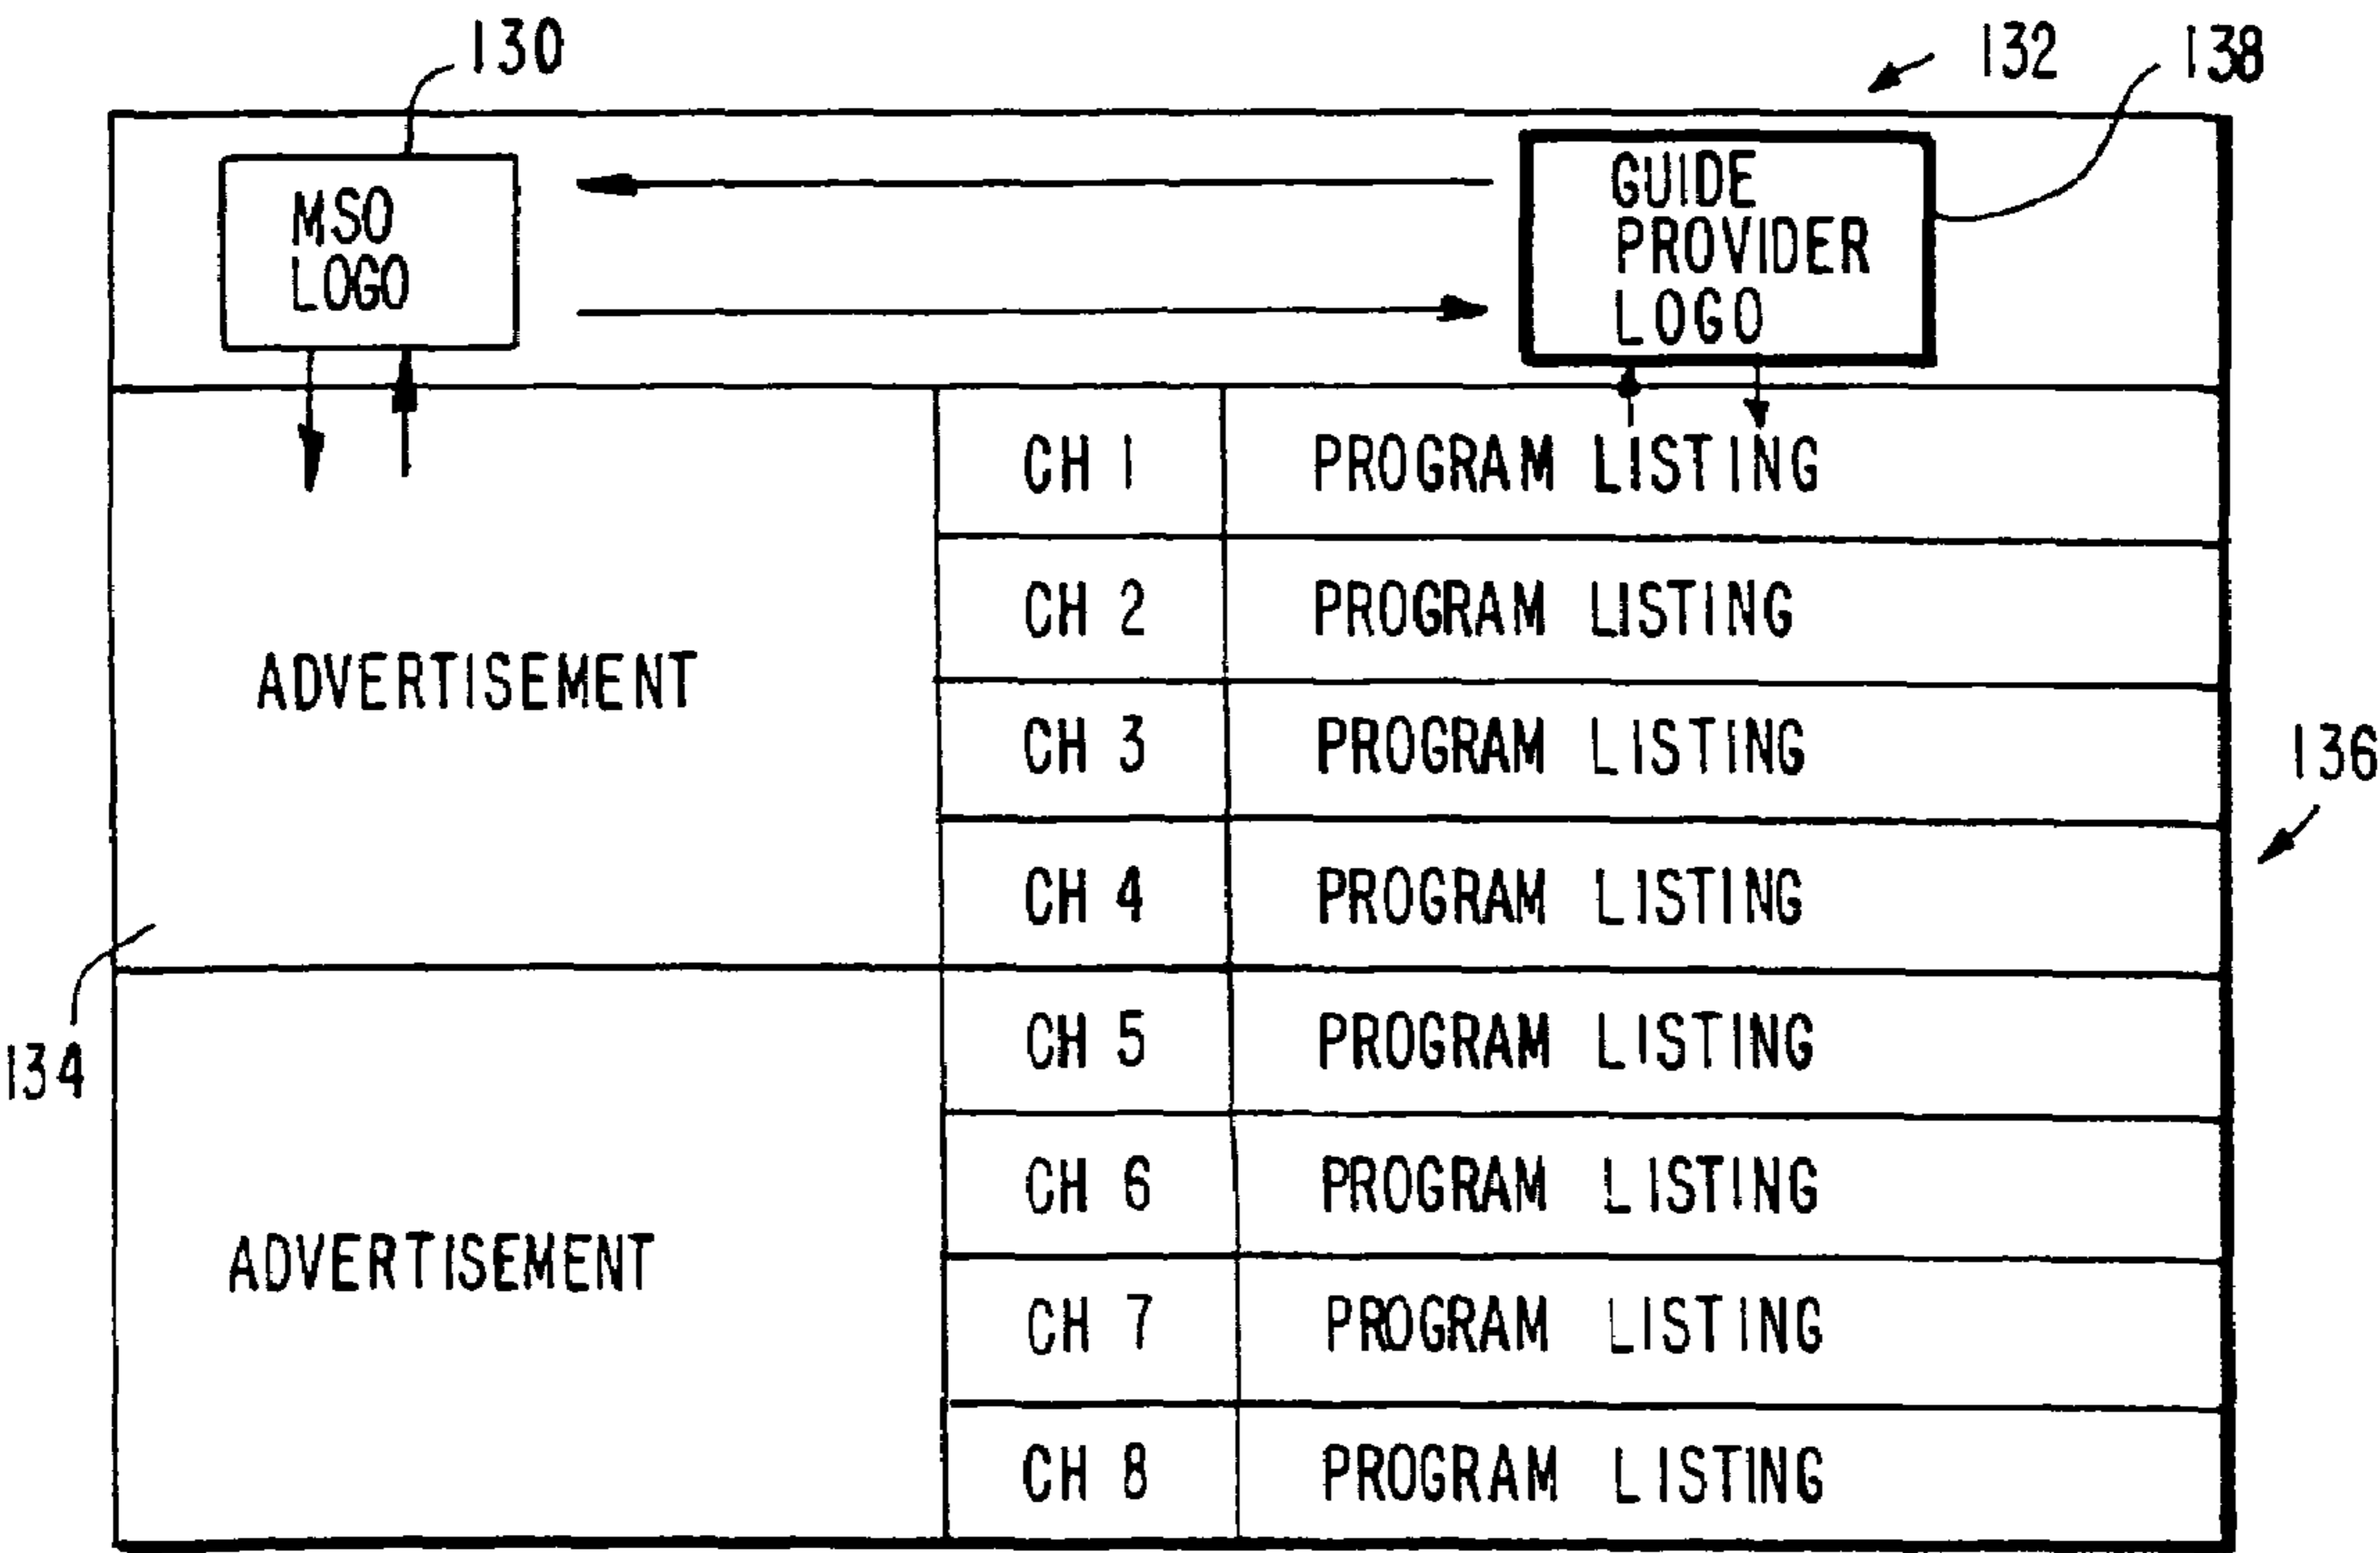 130
132
138
MSO
LOGO
GUIDE
PROVIDER
LOGO
CH 1 PROGRAM LISTING
CH 2 PROGRAM LISTING
ADVERTISEMENT
CH 3 PROGRAM LISTING
136
CH 4 PROGRAM LISTING
134
CH 5 PROGRAM LISTING
CH 6 PROGRAM LISTING
ADVERTISEMENT
CH 7 PROGRAM LISTING
CH 8 PROGRAM LISTING